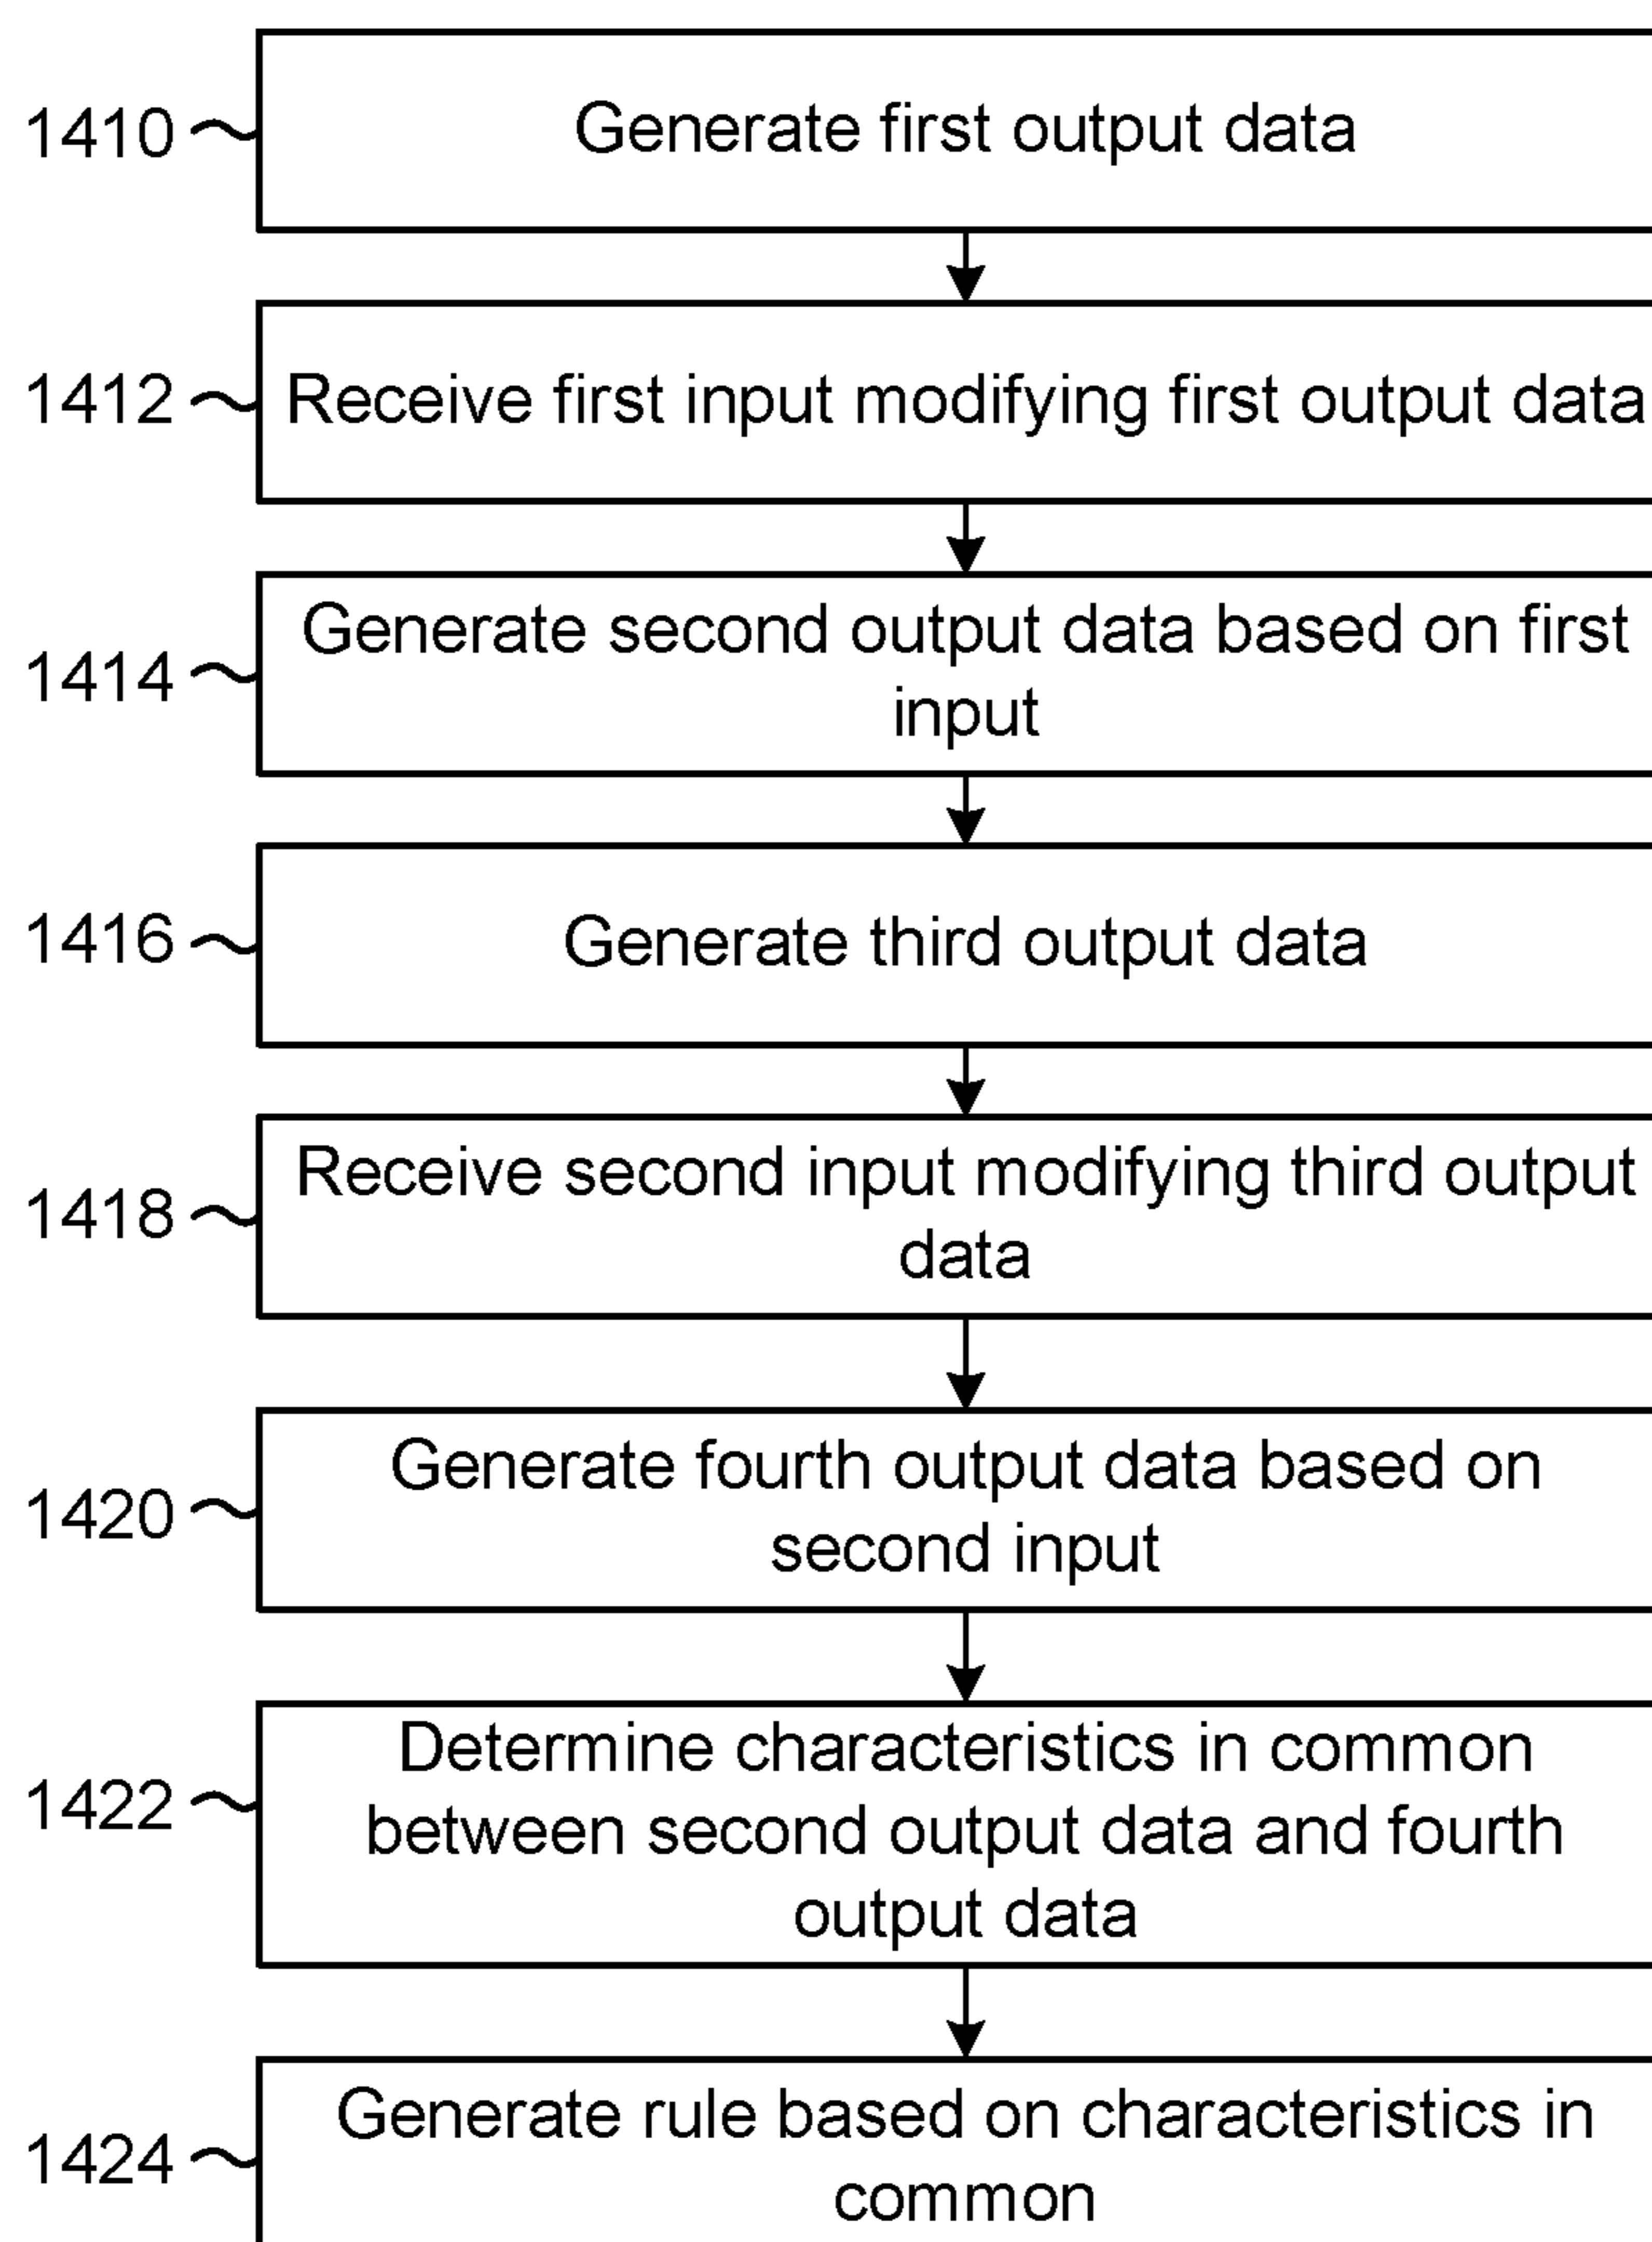 1410
Generate first output data
1412
Receive first input modifying first output data
1414
Generate second output data based on first
input
1416
Generate third output data
1418
Receive second input modifying third output
data
1420
Generate fourth output data based on
second input
1422
Determine characteristics in common
between second output data and fourth
output data
1424
Generate rule based on characteristics in
common